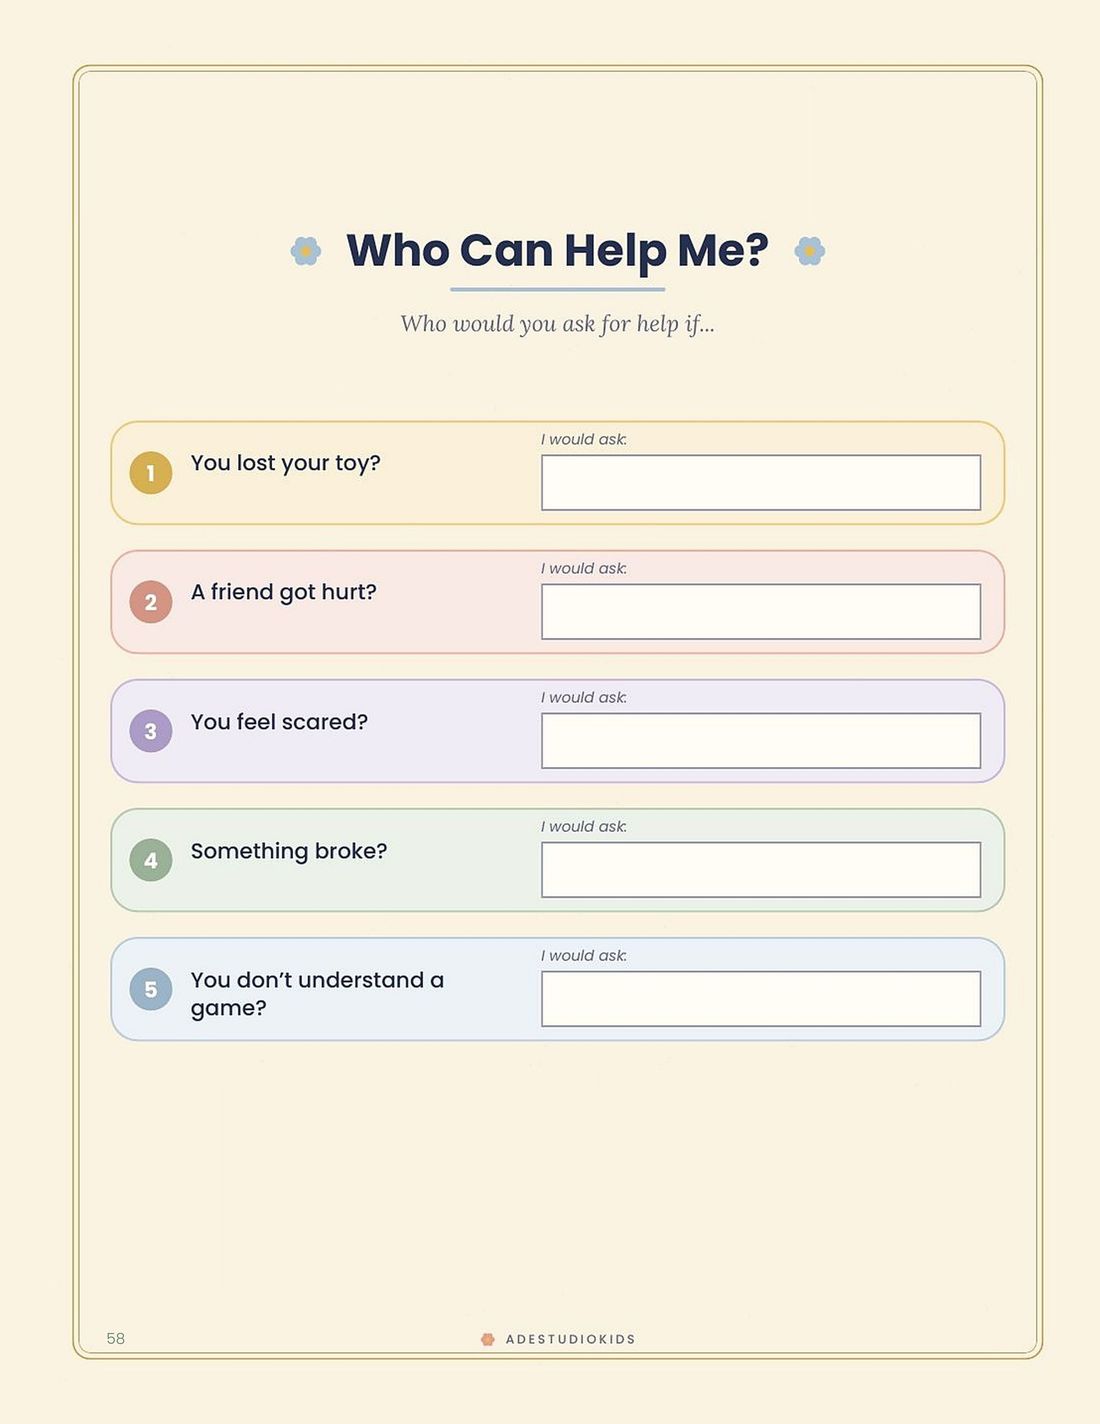 Who Can Help Me?
Who would you ask for help if...
I would ask:
1 You lost your toy?
I would ask:
2 A friend got hurt?
I would ask:
3 You feel scared?
I would ask:
4 Something broke?
I would ask:
5 You don’t understand a
game?
58
ADESTUDIOKIDS